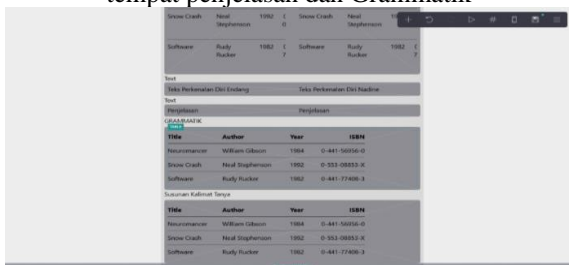 tempat penjelasan dan Grammatik
Snow Crash Neal Stephenson 1992 Snow Crash Neal Stephenson
Software Rudy Rucker 1982 Software Rudy Rucker 1982
Text
Teks Perkenalan Diri Endang Teks Perkenalan Diri Nadine
Text
Penjelasan Penjelasan
GRAMMATIK
Title Author Year ISBN
Neuromancer William Gibson 1984 0-441-56956-0
Snow Crash Neal Stephenson 1992 0-553-08853-X
Software Rudy Rucker 1982 0-441-77408-3
Susunan Kalimat Tanya
Title Author Year ISBN
Neuromancer William Gibson 1984 0-441-56956-0
Snow Crash Neal Stephenson 1992 0-553-08853-X
Software Rudy Rucker 1982 0-441-77408-3